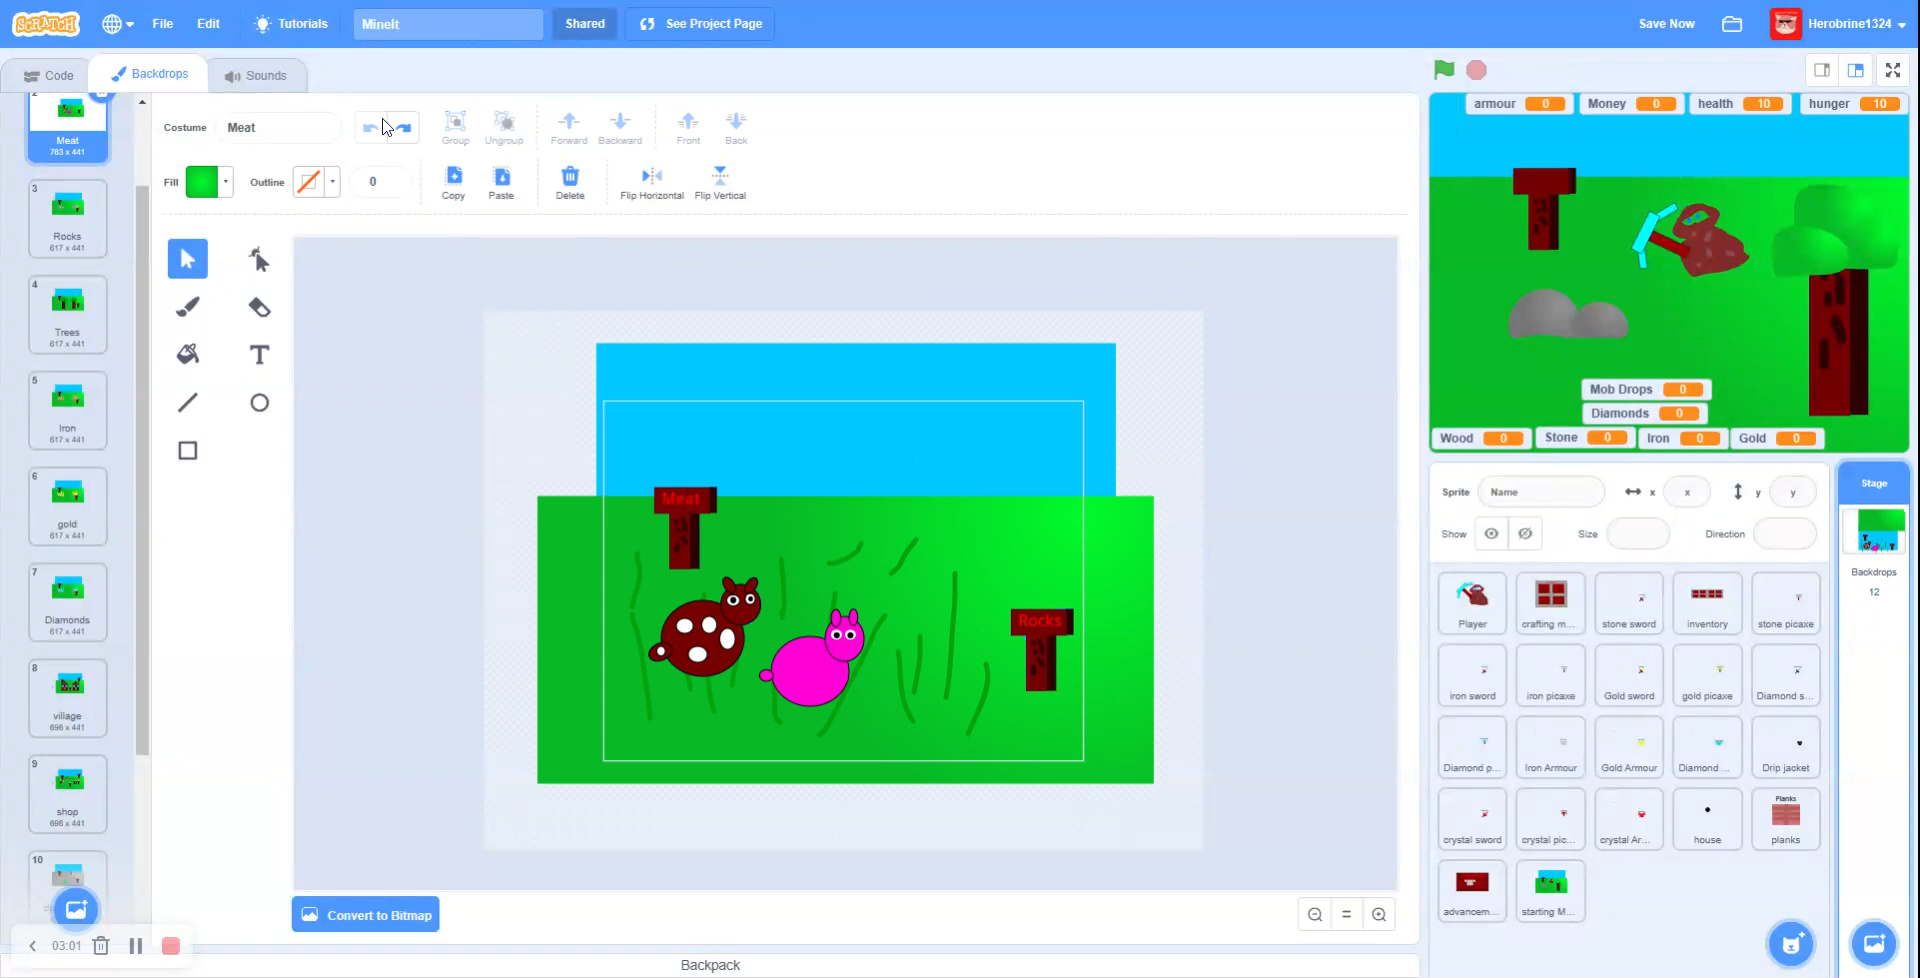 SCRATCH File Edit Tutorials MineIt Shared See Project Page Save Now Herobrine1324
Code Backdrops Sounds
2
Meat
763 x 441
3
Rocks
617 x 441
4
Trees
617 x 441
5
Iron
617 x 441
6
gold
617 x 441
7
Diamonds
617 x 441
8
village
696 x 441
9
shop
696 x 441
10
03:01
Costume Meat Group Ungroup Forward Backward Front Back
Fill Outline 0 Copy Paste Delete Flip Horizontal Flip Vertical
Meat
Rocks
Convert to Bitmap
Backpack
armour 0 Money 0 health 10 hunger 10
Mob Drops 0
Diamonds 0
Wood 0 Stone 0 Iron 0 Gold 0
Sprite Name x x y y
Show Size Direction
Stage
Backdrops
12
Player crafting m... stone sword inventory stone picaxe
iron sword iron picaxe Gold sword gold picaxe Diamond s...
Diamond p... Iron Armour Gold Armour Diamond ... Drip jacket
Planks
crystal sword crystal pic... crystal Ar... house planks
advancem... starting M...